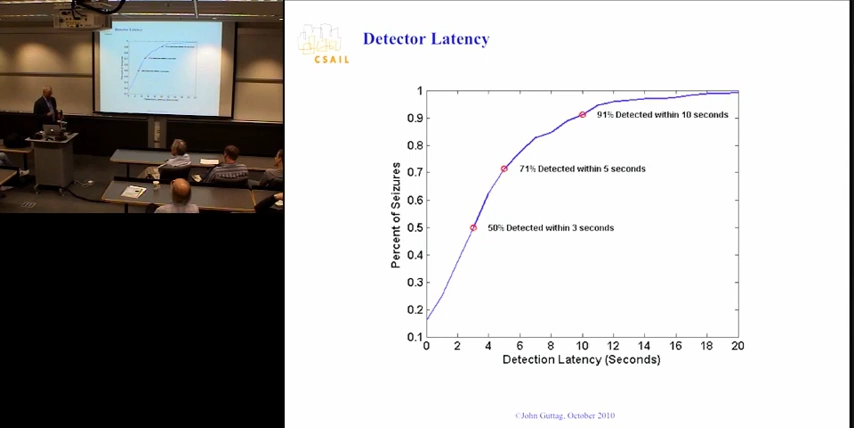 CSAIL
Detector Latency
Percent of Seizures
1
0.9
0.8
0.7
0.6
0.5
0.4
0.3
0.2
0.1
91% Detected within 10 seconds
71% Detected within 5 seconds
50% Detected within 3 seconds
0 2 4 6 8 10 12 14 16 18 20
Detection Latency (Seconds)
©John Guttag, October 2010